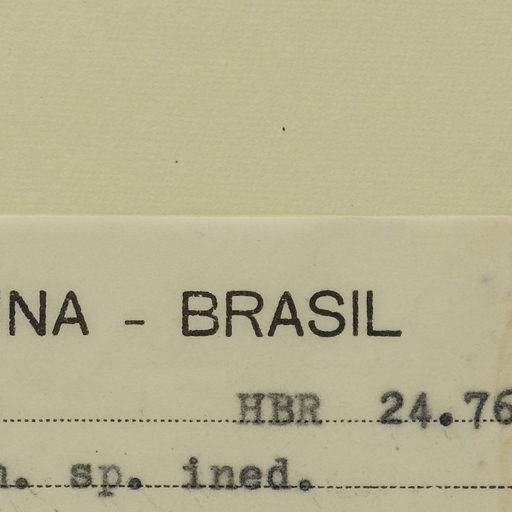 NA - BRASIL
HBR 24.76
n. sp. ined.